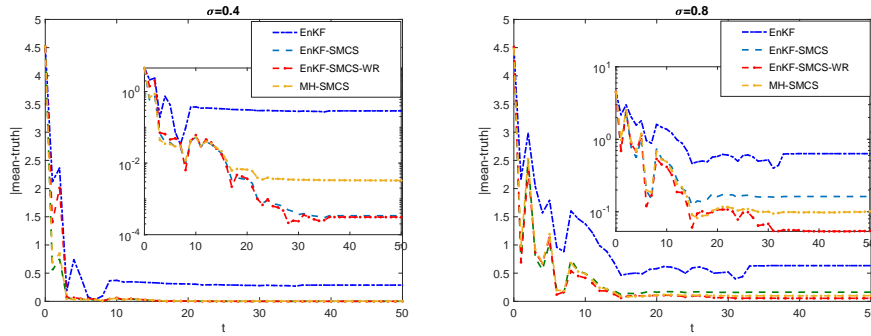 σ=0.4
|mean-truth|
5
4.5
4
3.5
3
2.5
2
1.5
1
0.5
0
0 10 20 30 40 50
t
EnKF
EnKF-SMCS
EnKF-SMCS-WR
MH-SMCS
10^0
10^-2
10^-4
0 10 20 30 40 50
σ=0.8
|mean-truth|
5
4.5
4
3.5
3
2.5
2
1.5
1
0.5
0
0 10 20 30 40 50
t
EnKF
EnKF-SMCS
EnKF-SMCS-WR
MH-SMCS
10^1
10^0
10^-1
0 10 20 30 40 50